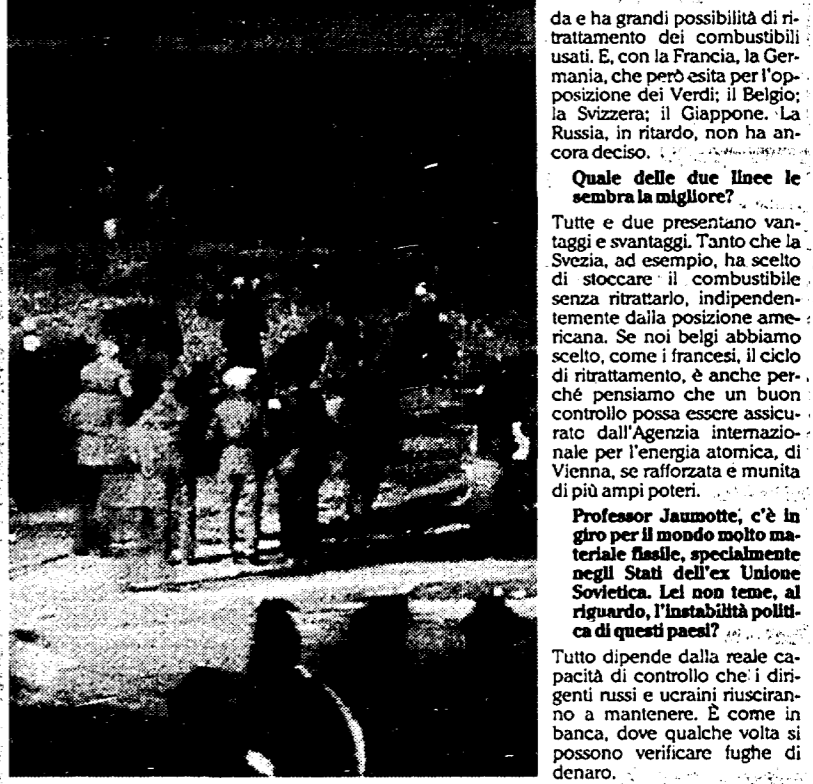 da e ha grandi possibilità di ri-
trattamento dei combustibili
usati. E, con la Francia, la Ger-
mania, che però esita per l'op-
posizione dei Verdi; il Belgio;
la Svizzera; il Giappone. La
Russia, in ritardo, non ha an-
cora deciso.
Quale delle due linee le
sembra la migliore?
Tutte e due presentano van-
taggi e svantaggi. Tanto che la
Svezia, ad esempio, ha scelto
di stoccare il combustibile
senza ritrattarlo, indipenden-
temente dalla posizione ame-
ricana. Se noi belgi abbiamo
scelto, come i francesi, il ciclo
di ritrattamento, è anche per-
ché pensiamo che un buon
controllo possa essere assicu-
rato dall'Agenzia internazio-
nale per l'energia atomica, di
Vienna, se rafforzata e munita
di più ampi poteri.
Professor Jaumotte, c'è in
giro per il mondo molto ma-
teriale fissile, specialmente
negli Stati dell'ex Unione
Sovietica. Lei non teme, al
riguardo, l'instabilità politi-
ca di questi paesi?
Tutto dipende dalla reale ca-
pacità di controllo che i diri-
genti russi e ucraini riusciran-
no a mantenere. È come in
banca, dove qualche volta si
possono verificare fughe di
denaro.